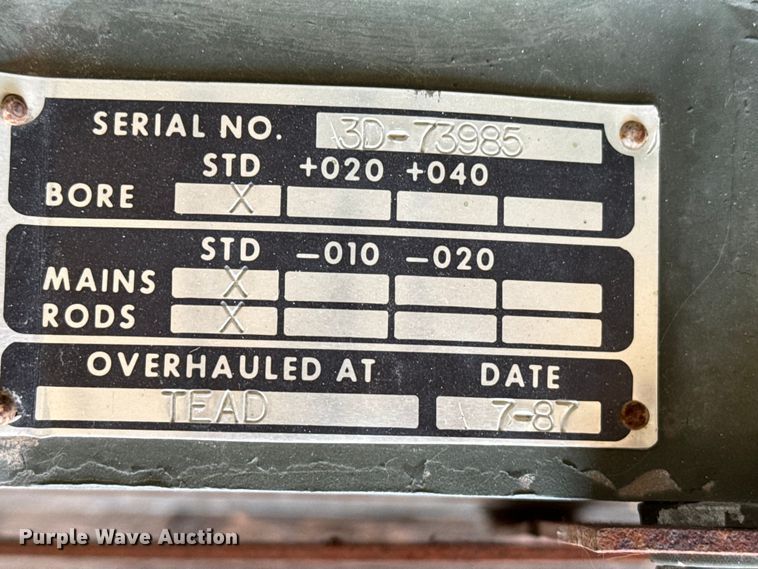 SERIAL NO. 3D-73985
STD +020 +040
BORE X
STD -010 -020
MAINS X
RODS X
OVERHAULED AT DATE
TEAD 7-87
Purple Wave Auction